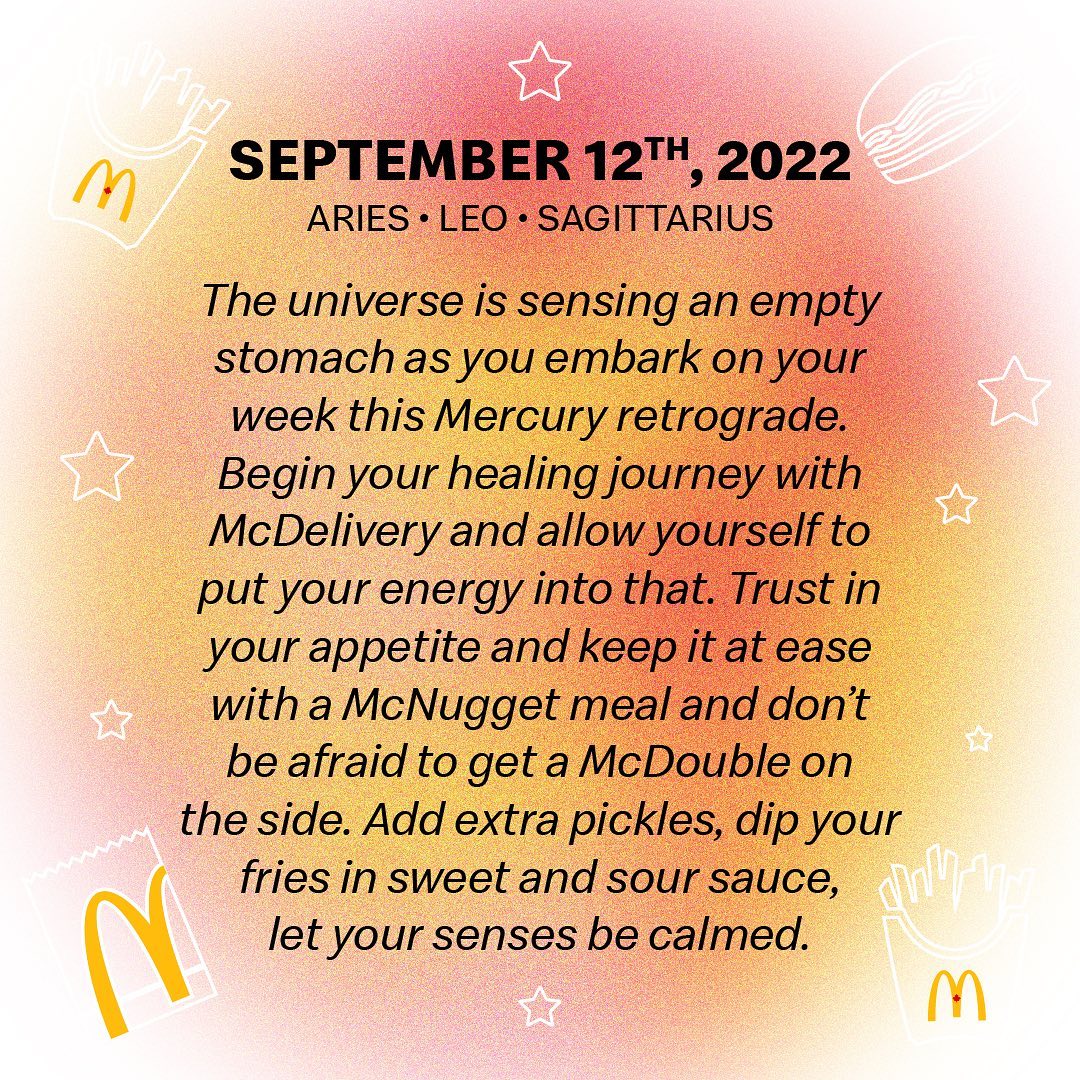 SEPTEMBER 12TH, 2022
ARIES • LEO • SAGITTARIUS
The universe is sensing an empty
stomach as you embark on your
week this Mercury retrograde.
Begin your healing journey with
McDelivery and allow yourself to
put your energy into that. Trust in
your appetite and keep it at ease
with a McNugget meal and don’t
be afraid to get a McDouble on
the side. Add extra pickles, dip your
fries in sweet and sour sauce,
let your senses be calmed.